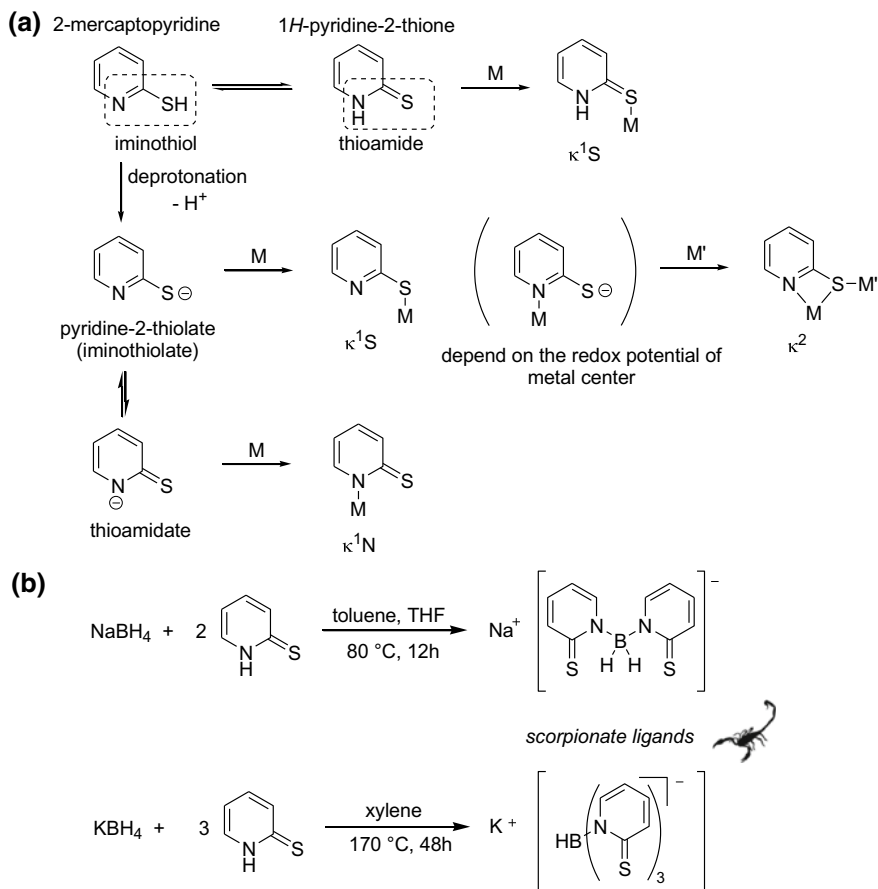 (a)
2-mercaptopyridine
1H-pyridine-2-thione
N
SH
N
H
S
M
N
H
S
M
iminothiol
thioamide
κ¹S
deprotonation
- H⁺
N
S⊖
M
N
S
M
N
S⊖
M
M'
N
S–M'
M
pyridine-2-thiolate
(iminothiolate)
κ¹S
depend on the redox potential of
metal center
κ²
N
⊖
S
M
N
S
M
thioamidate
κ¹N
(b)
NaBH₄ + 2
N
H
S
toluene, THF
80 °C, 12h
Na⁺
N
B
N
S
H H
S
−
scorpionate ligands
KBH₄ + 3
N
H
S
xylene
170 °C, 48h
K⁺
HB
N
S
3
−